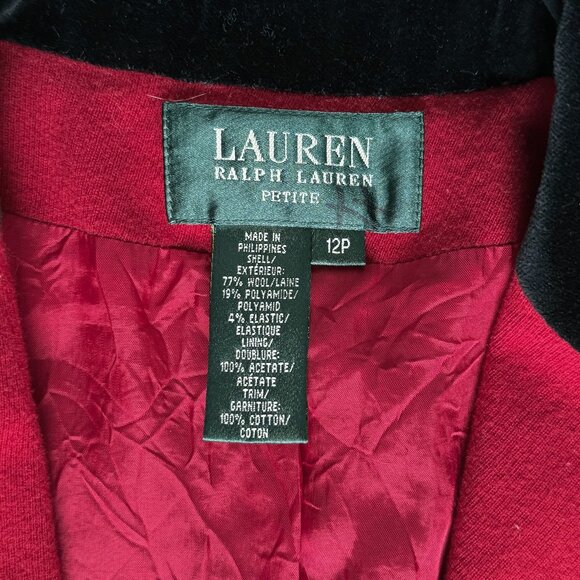 LAUREN
RALPH LAUREN
PETITE
12P
MADE IN
PHILIPPINES
SHELL/
EXTÉRIEUR:
77% WOOL/LAINE
19% POLYAMIDE/
POLYAMID
4% ELASTIC/
ELASTIQUE
LINING/
DOUBLURE:
100% ACETATE/
ACÉTATE
TRIM/
GARNITURE:
100% COTTON/
COTON